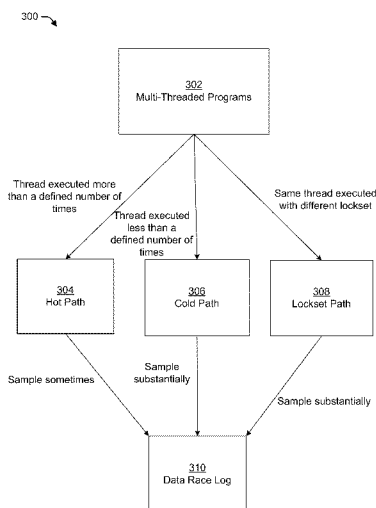 300
302
Multi-Threaded Programs
Thread executed more
than a defined number of
times
Thread executed
less than a
defined number of
times
Same thread executed
with different lockset
304
Hot Path
306
Cold Path
308
Lockset Path
Sample sometimes
Sample
substantially
Sample substantially
310
Data Race Log